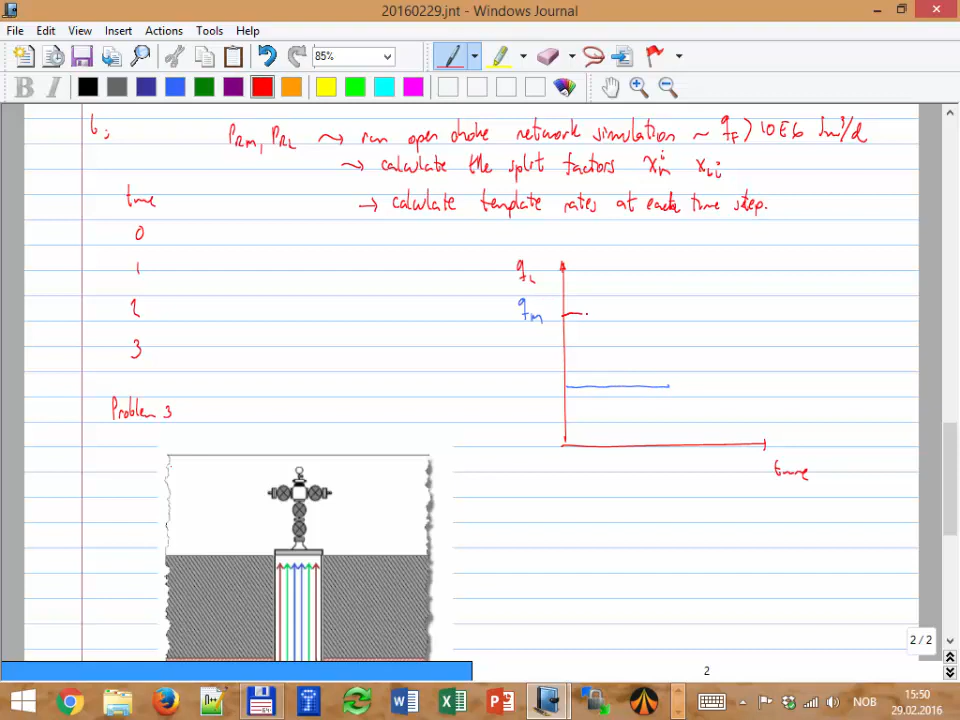 20160229.jnt - Windows Journal
File Edit View Insert Actions Tools Help
85%
B I
b;
PRm, PRL ⤳ run open choke network simulation ~ qF > 10E6 Sm³/d
⤳ calculate the split factors xmⁱ xLi
→ calculate template rates at each time step.
time
0
1
2
3
qL
qm
time
Problem 3
2 / 2
2
NOB
15:50
29.02.2016